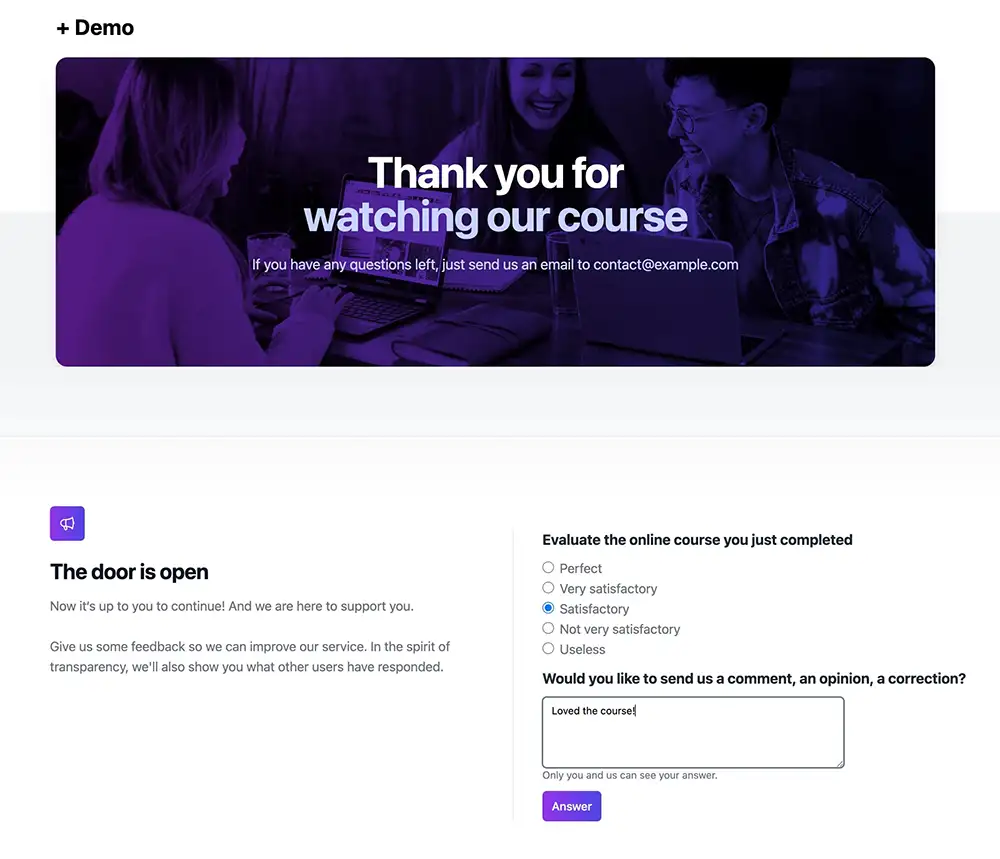 + Demo
Thank you for
watching our course
If you have any questions left, just send us an email to contact@example.com
The door is open
Now it's up to you to continue! And we are here to support you.
Give us some feedback so we can improve our service. In the spirit of
transparency, we'll also show you what other users have responded.
Evaluate the online course you just completed
Perfect
Very satisfactory
Satisfactory
Not very satisfactory
Useless
Would you like to send us a comment, an opinion, a correction?
Loved the course!
Only you and us can see your answer.
Answer